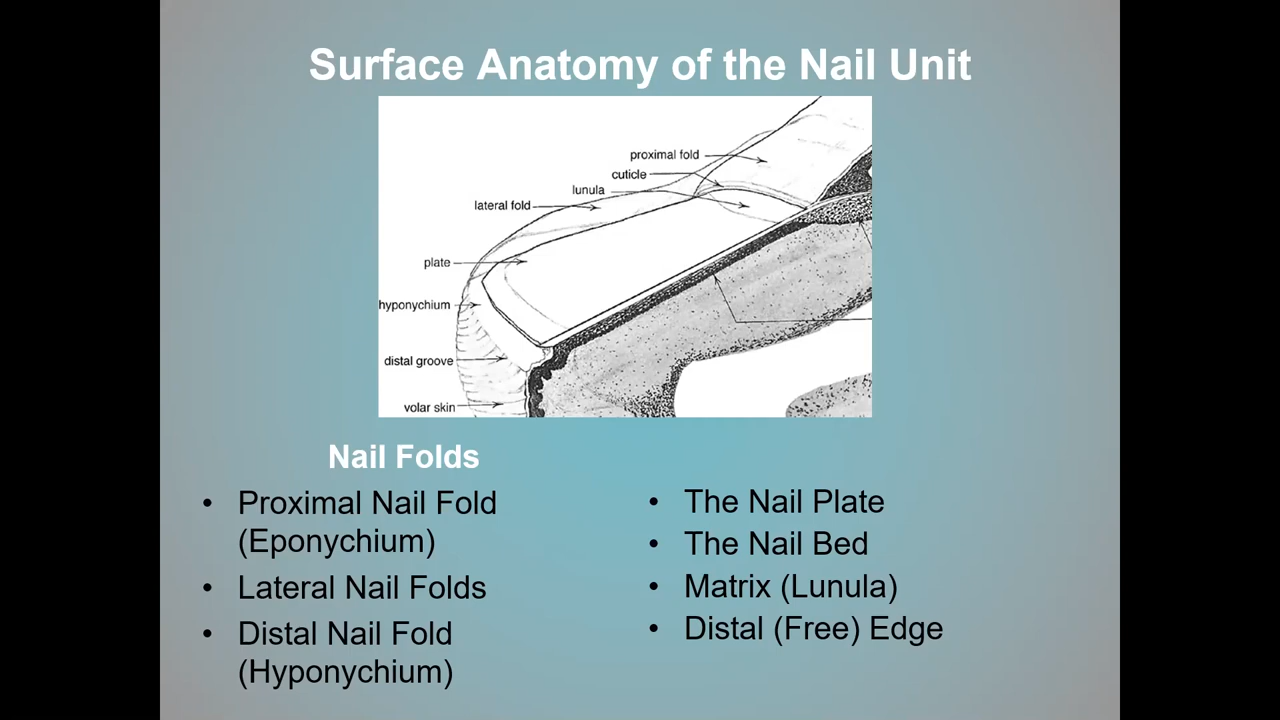 Surface Anatomy of the Nail Unit
proximal fold
cuticle
lunula
lateral fold
plate
hyponychium
distal groove
volar skin
Nail Folds
• Proximal Nail Fold
(Eponychium)
• Lateral Nail Folds
• Distal Nail Fold
(Hyponychium)
• The Nail Plate
• The Nail Bed
• Matrix (Lunula)
• Distal (Free) Edge